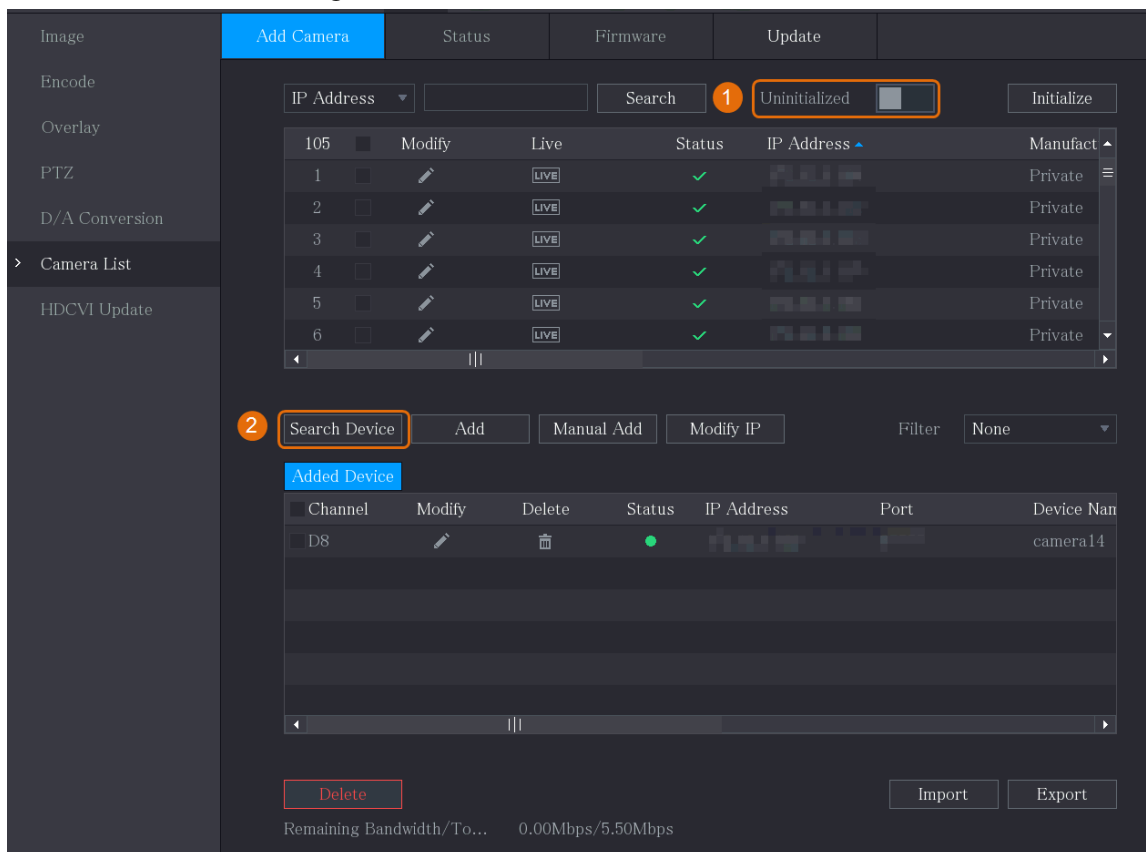 Image
Add Camera Status Firmware Update
Encode
IP Address Search 1 Uninitialized Initialize
Overlay
105 Modify Live Status IP Address Manufact
PTZ
1 LIVE Private
2 LIVE Private
D/A Conversion
3 LIVE Private
Camera List
4 LIVE Private
5 LIVE Private
HDCVI Update
6 LIVE Private
2 Search Device Add Manual Add Modify IP Filter None
Added Device
Channel Modify Delete Status IP Address Port Device Nam
D8 camera14
Delete Import Export
Remaining Bandwidth/To... 0.00Mbps/5.50Mbps